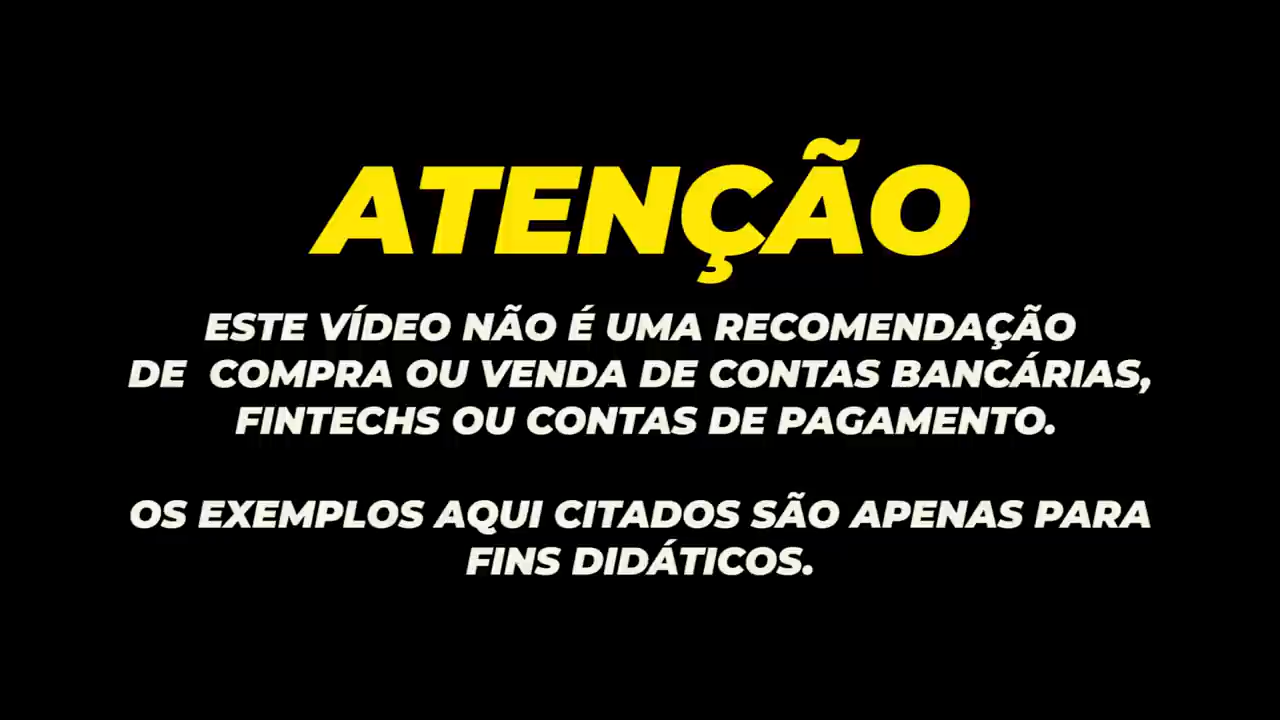 ATENÇÃO
ESTE VÍDEO NÃO É UMA RECOMENDAÇÃO
DE COMPRA OU VENDA DE CONTAS BANCÁRIAS,
FINTECHS OU CONTAS DE PAGAMENTO.
OS EXEMPLOS AQUI CITADOS SÃO APENAS PARA
FINS DIDÁTICOS.